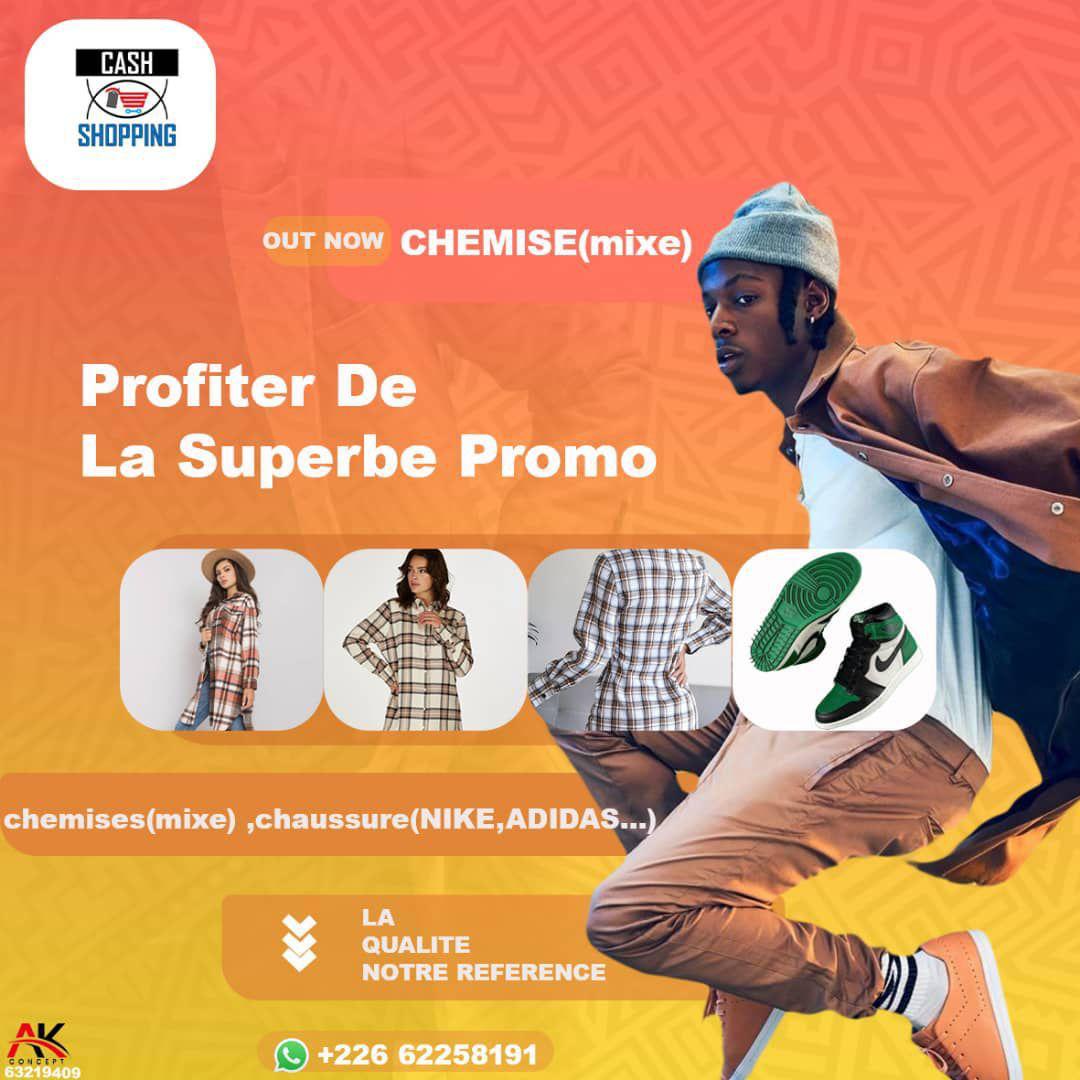 CASH
SHOPPING
OUT NOW CHEMISE(mixe)
Profiter De
La Superbe Promo
chemises(mixe) ,chaussure(NIKE,ADIDAS...)
LA
QUALITE
NOTRE REFERENCE
+226 62258191
AK
CONCEPT
63219409